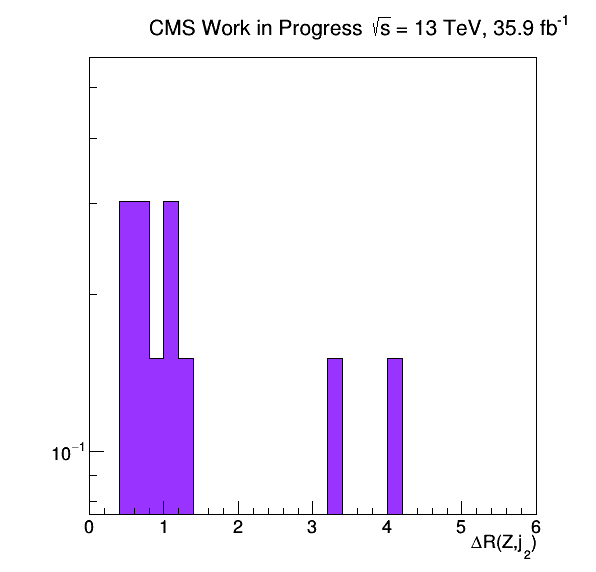 CMS Work in Progress √s = 13 TeV, 35.9 fb⁻¹
10⁻¹
0 1 2 3 4 5 6
ΔR(Z,j₂)